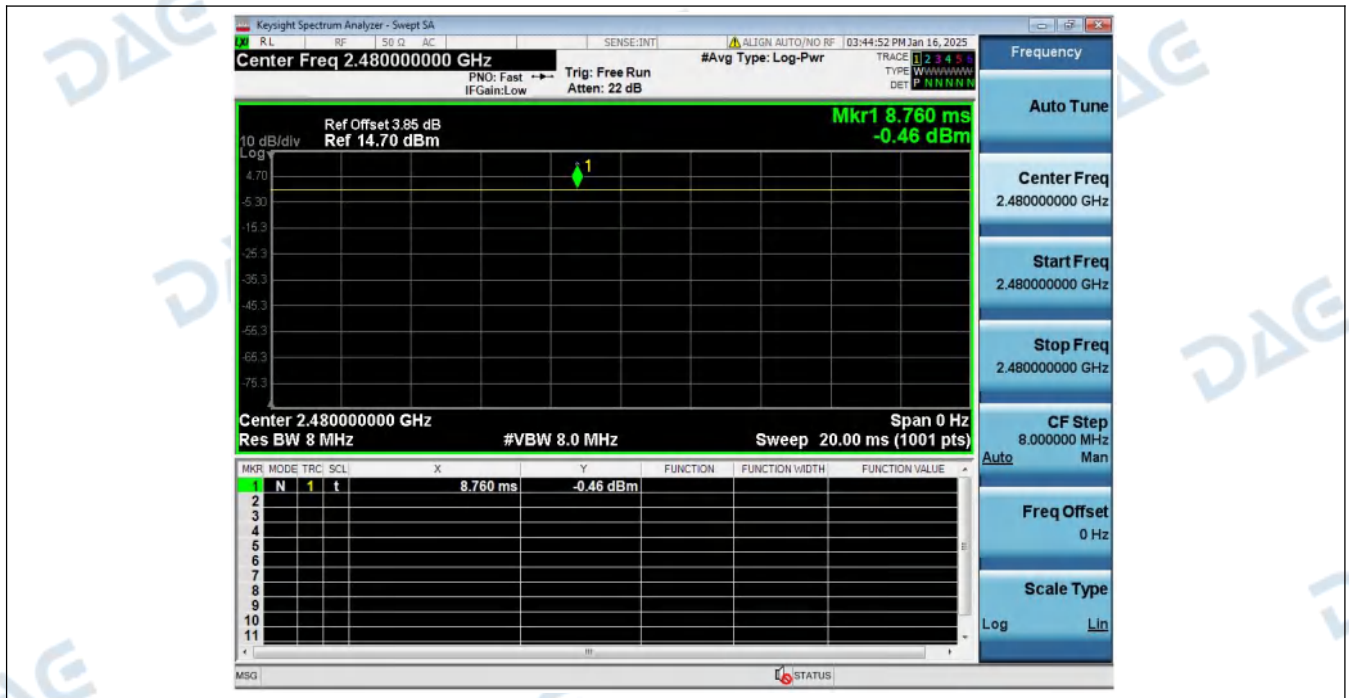 Keysight Spectrum Analyzer - Swept SA
LXI RL RF 50 Ω AC SENSE:INT ALIGN AUTO/NO RF 03:44:52 PM Jan 16, 2025
Center Freq 2.480000000 GHz #Avg Type: Log-Pwr TRACE 1 2 3 4 5 6
PNO: Fast Trig: Free Run TYPE WWWWWW
IFGain:Low Atten: 22 dB DET P N N N N N
Mkr1 8.760 ms
Ref Offset 3.85 dB
10 dB/div Ref 14.70 dBm -0.46 dBm
Log
1
4.70
-5.30
-15.3
-25.3
-35.3
-45.3
-55.3
-65.3
-75.3
Center 2.480000000 GHz Span 0 Hz
Res BW 8 MHz #VBW 8.0 MHz Sweep 20.00 ms (1001 pts)
MKR MODE TRC SCL X Y FUNCTION FUNCTION WIDTH FUNCTION VALUE
1 N 1 t 8.760 ms -0.46 dBm
2
3
4
5
6
7
8
9
10
11
MSG STATUS
Frequency
Auto Tune
Center Freq
2.480000000 GHz
Start Freq
2.480000000 GHz
Stop Freq
2.480000000 GHz
CF Step
8.000000 MHz
Auto Man
Freq Offset
0 Hz
Scale Type
Log Lin
DAG
DAG
DAG